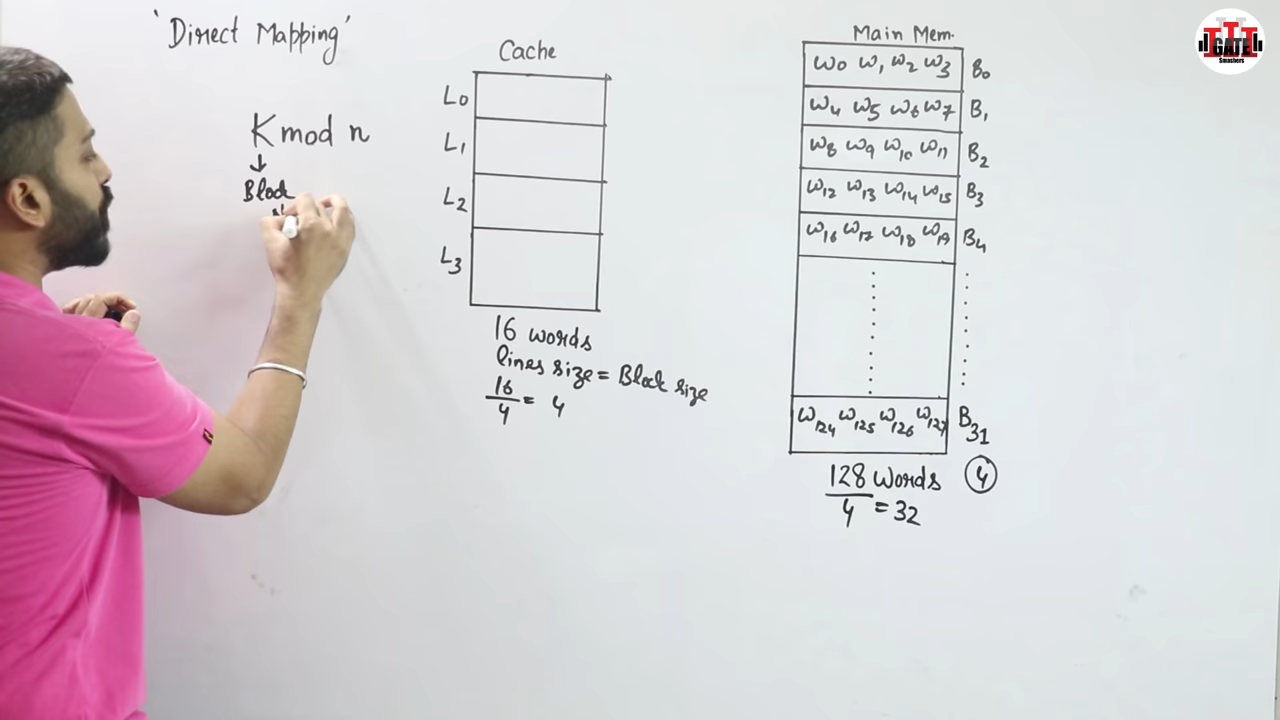 'Direct Mapping'
K mod n
↓
Block
Cache
L0
L1
L2
L3
16 words
lines size = Block size
16/4 = 4
Main Mem.
W0 W1 W2 W3 B0
W4 W5 W6 W7 B1
W8 W9 W10 W11 B2
W12 W13 W14 W15 B3
W16 W17 W18 W19 B4
W124 W125 W126 W127 B31
128 words 4
4 = 32
GATE
Smashers